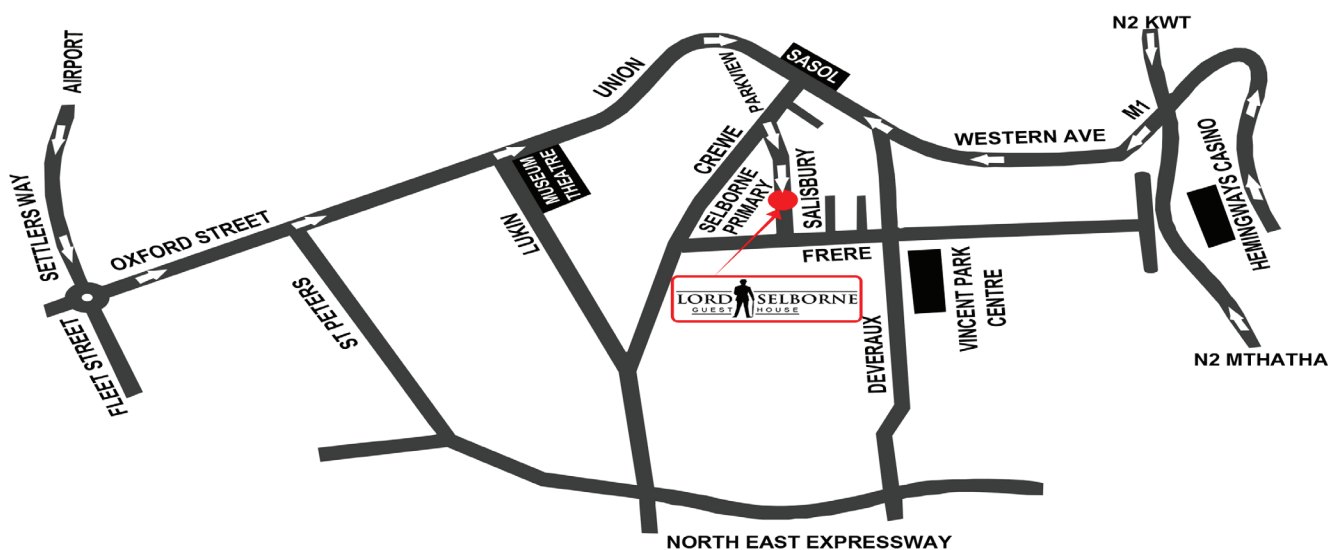 N2 KWT
AIRPORT
UNION
PARKVIEW
SASOL
M1
WESTERN AVE
SETTLERS WAY
OXFORD STREET
MUSEUM
THEATRE
LUKIN
CREWE
SELBORNE
PRIMARY
SALISBURY
FRERE
HEMINGWAYS CASINO
FLEET STREET
ST PETERS
LORD SELBORNE
GUEST HOUSE
DEVERAUX
VINCENT PARK
CENTRE
N2 MTHATHA
NORTH EAST EXPRESSWAY